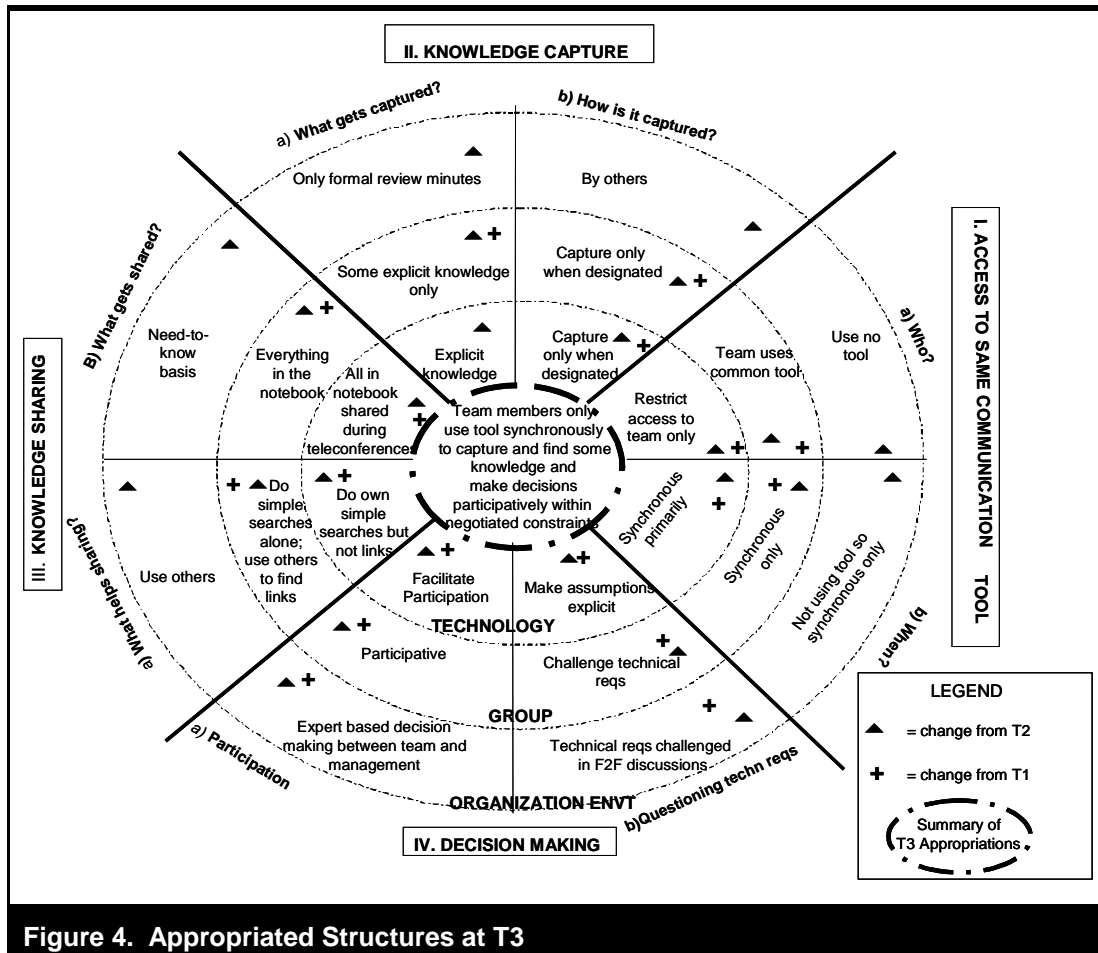 II. KNOWLEDGE CAPTURE
a) What gets captured?
b) How is it captured?
Only formal review minutes
By others
Some explicit knowledge
only
Capture only
when designated
Explicit
knowledge
Capture
only when
designated
I. ACCESS TO SAME COMMUNICATION TOOL
a) Who?
Use no
tool
Team uses
common tool
Restrict
access to
team only
B) What gets shared?
III. KNOWLEDGE SHARING
Need-to-
know
basis
Everything
in the
notebook
All in
notebook
shared
during
teleconferences
Team members only
use tool synchronously
to capture and find some
knowledge and
make decisions
participatively within
negotiated constraints
Synchronous
primarily
Synchronous
only
Not using tool so
synchronous only
b) When?
a) What helps sharing?
Use others
Do
simple
searches
alone;
use others
to find
links
Do own
simple
searches
but not links
Facilitate
Participation
Make assumptions
explicit
TECHNOLOGY
Participative
Challenge technical
reqs
GROUP
Expert based decision
making between team and
management
Technical reqs challenged
in F2F discussions
ORGANIZATION ENVT
a) Participation
b)Questioning techn reqs
IV. DECISION MAKING
LEGEND
= change from T2
= change from T1
Summary of
T3 Appropriations
Figure 4. Appropriated Structures at T3